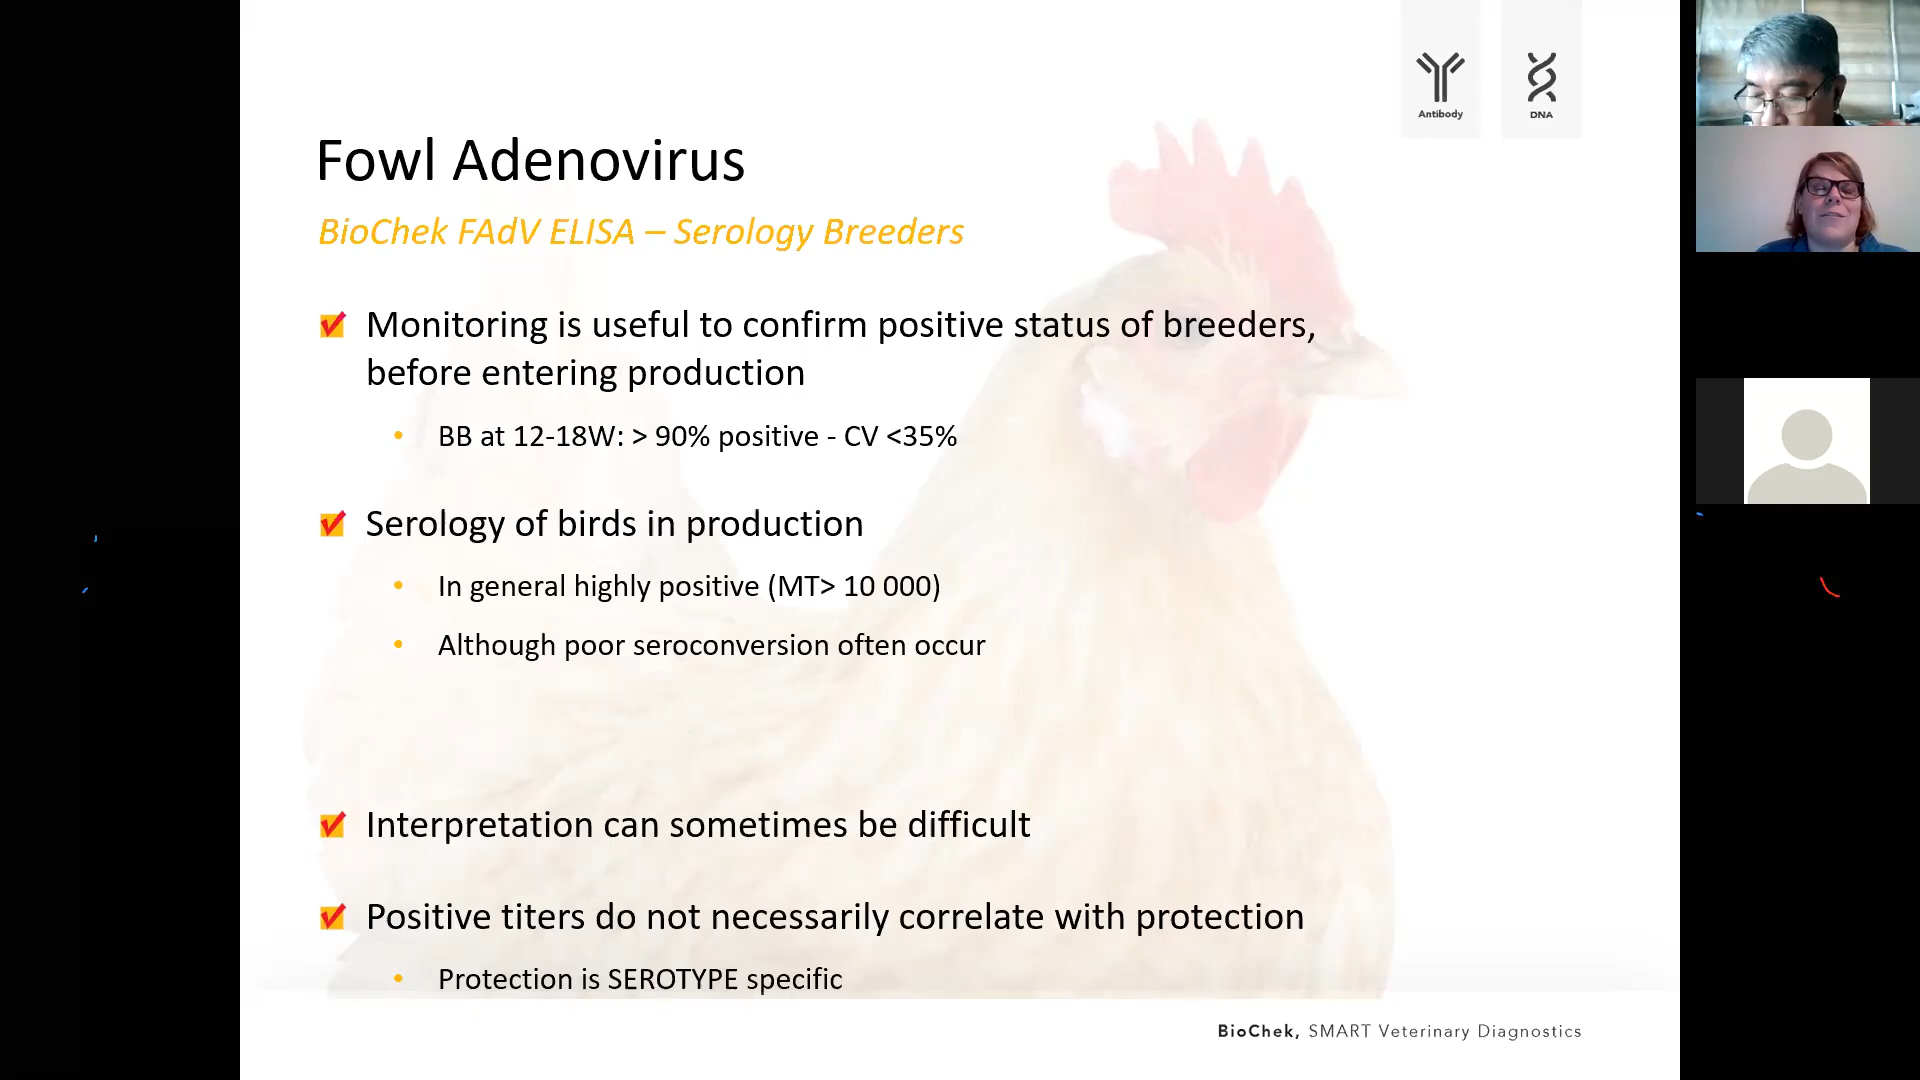 Antibody
DNA
Fowl Adenovirus
BioChek FAdV ELISA – Serology Breeders
Monitoring is useful to confirm positive status of breeders,
before entering production
• BB at 12-18W: > 90% positive - CV <35%
Serology of birds in production
• In general highly positive (MT> 10 000)
• Although poor seroconversion often occur
Interpretation can sometimes be difficult
Positive titers do not necessarily correlate with protection
• Protection is SEROTYPE specific
BioChek, SMART Veterinary Diagnostics